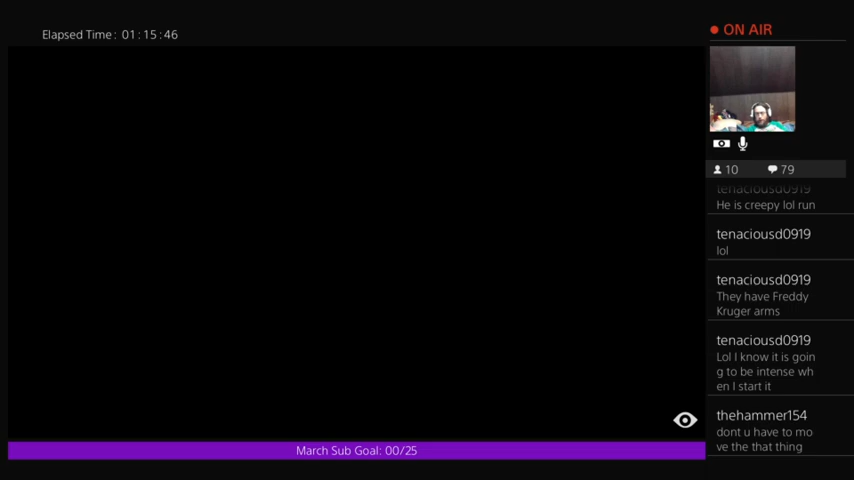 Elapsed Time: 01:15:46
ON AIR
10 79
tenaciousd0919
He is creepy lol run
tenaciousd0919
lol
tenaciousd0919
They have Freddy
Kruger arms
tenaciousd0919
Lol I know it is goin
g to be intense wh
en I start it
thehammer154
dont u have to mo
ve the that thing
March Sub Goal: 00/25